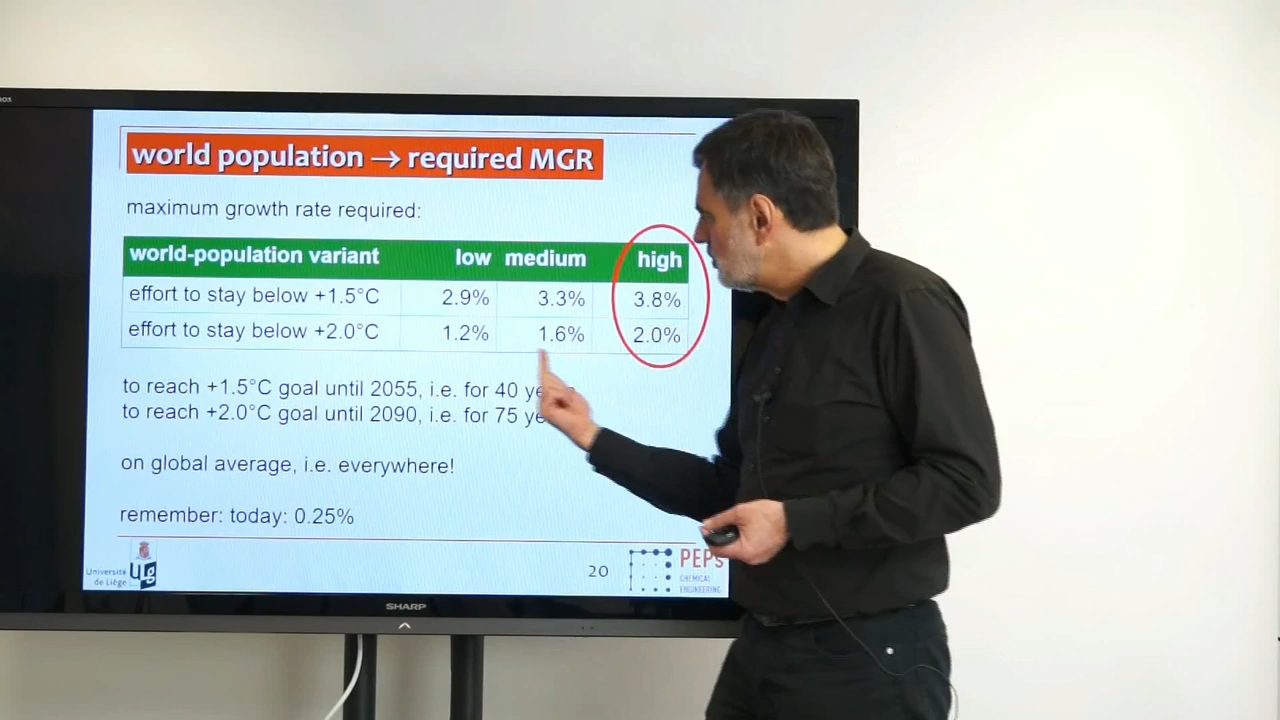 world population → required MGR
maximum growth rate required:
world-population variant low medium high
effort to stay below +1.5°C 2.9% 3.3% 3.8%
effort to stay below +2.0°C 1.2% 1.6% 2.0%
to reach +1.5°C goal until 2055, i.e. for 40
to reach +2.0°C goal until 2090, i.e. for 75
on global average, i.e. everywhere!
remember: today: 0.25%
Université
de Liège
20
PEPs
CHEMICAL
ENGINEERING
SHARP